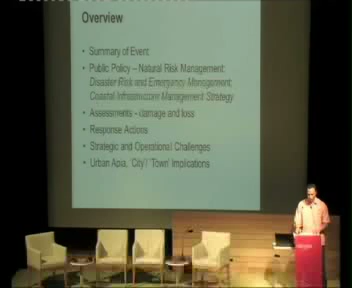 Overview
• Summary of Event
• Public Policy – Natural Risk Management:
Disaster Risk and Emergency Management;
Coastal Infrastructure Management Strategy
• Assessments - damage and loss
• Response Actions
• Strategic and Operational Challenges
• Urban Apia, 'City'/ 'Town' Implications